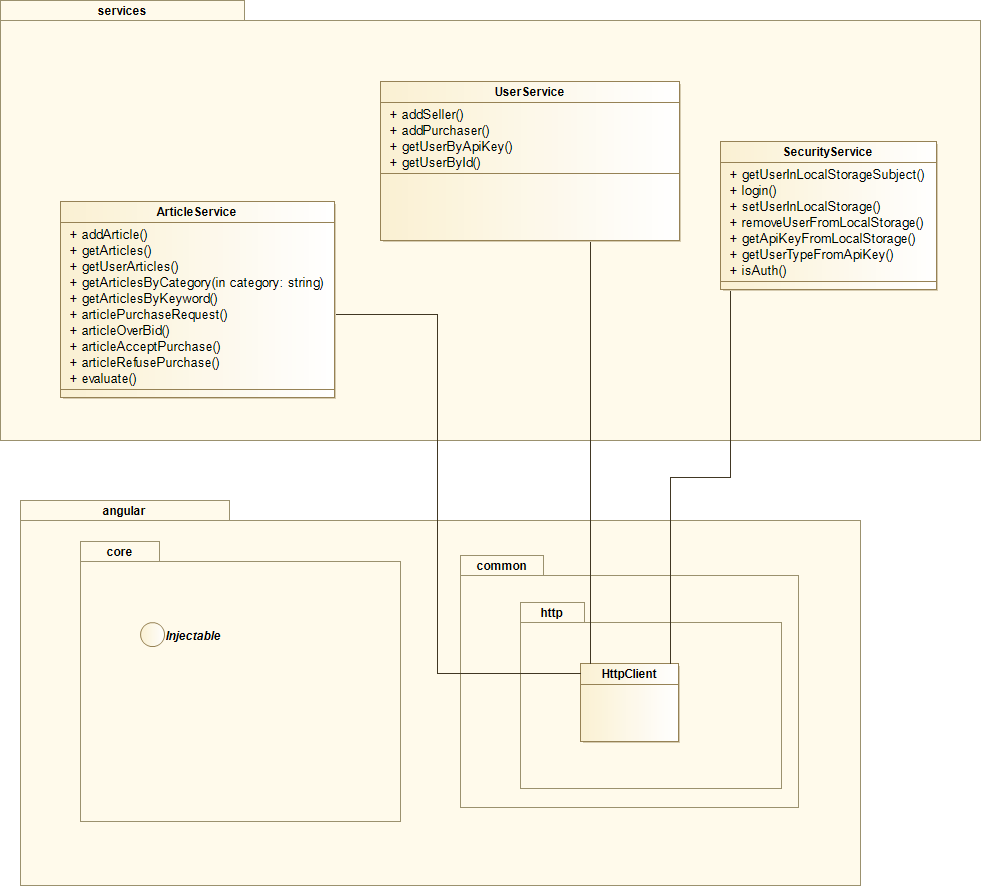 services
UserService
+ addSeller()
+ addPurchaser()
+ getUserByApiKey()
+ getUserById()
SecurityService
+ getUserInLocalStorageSubject()
+ login()
+ setUserInLocalStorage()
+ removeUserFromLocalStorage()
+ getApiKeyFromLocalStorage()
+ getUserTypeFromApiKey()
+ isAuth()
ArticleService
+ addArticle()
+ getArticles()
+ getUserArticles()
+ getArticlesByCategory(in category: string)
+ getArticlesByKeyword()
+ articlePurchaseRequest()
+ articleOverBid()
+ articleAcceptPurchase()
+ articleRefusePurchase()
+ evaluate()
angular
core
Injectable
common
http
HttpClient